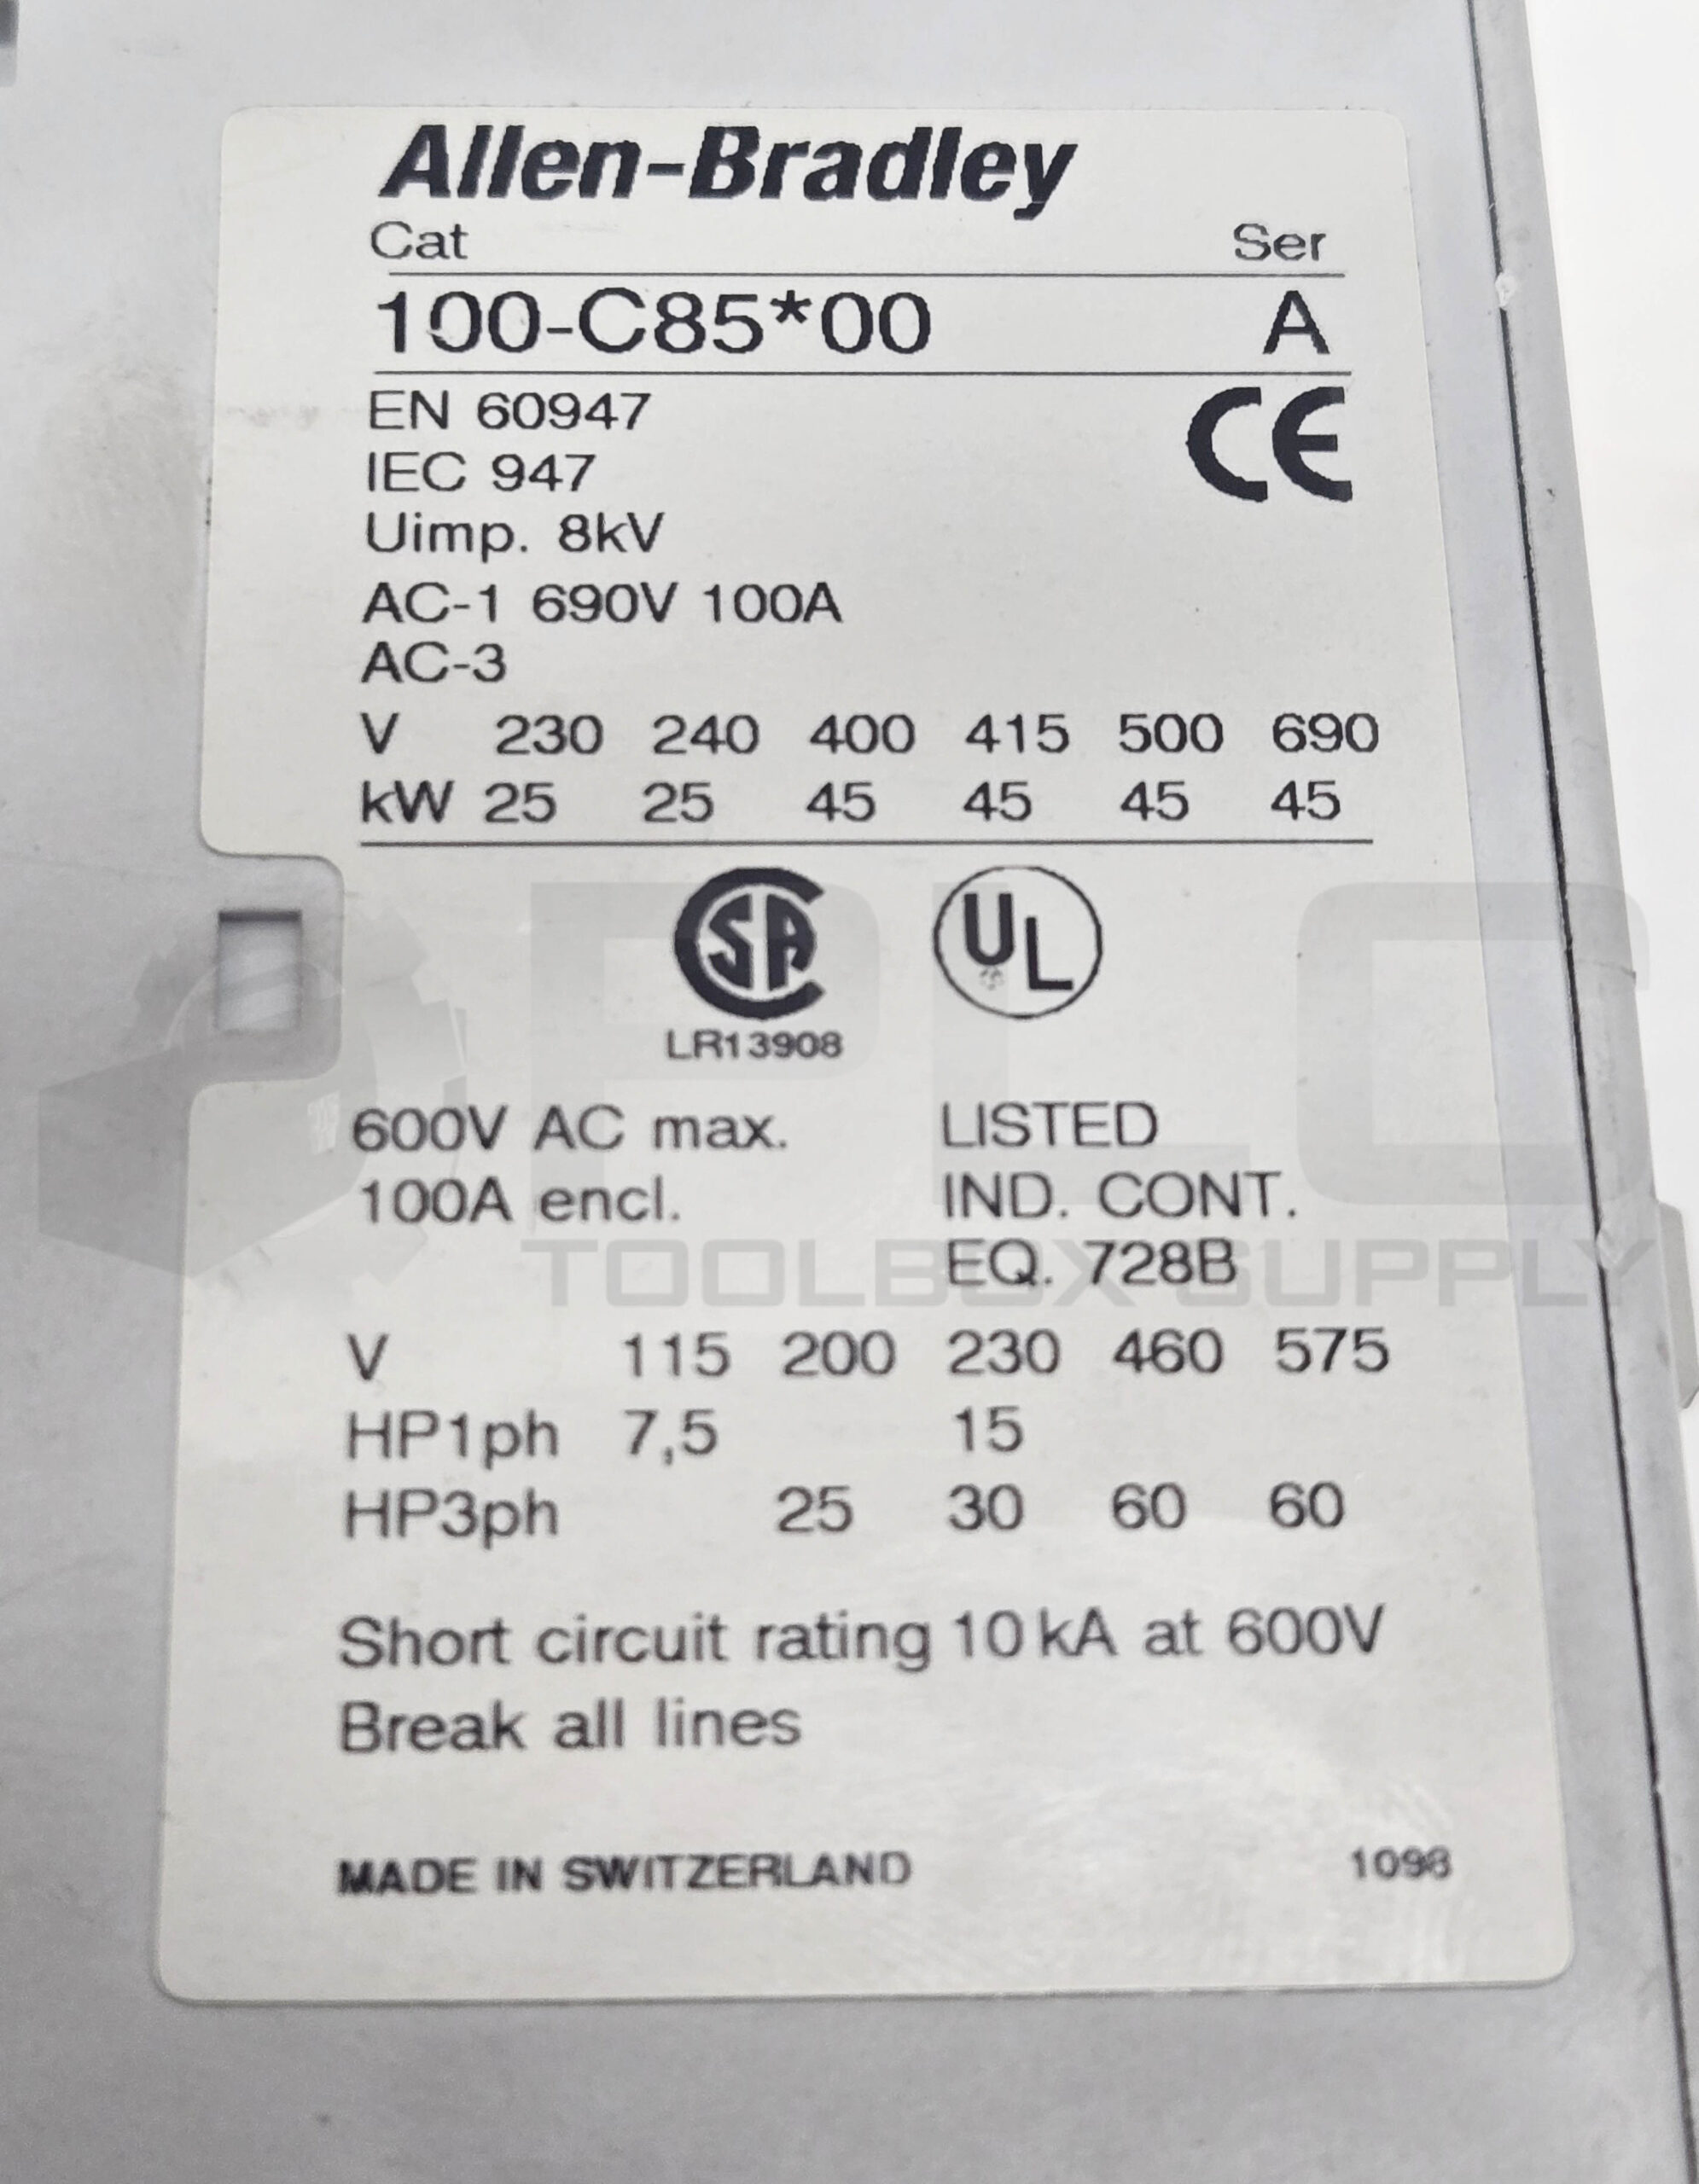 Allen-Bradley
Cat Ser
100-C85*00 A
EN 60947 CE
IEC 947
Uimp. 8kV
AC-1 690V 100A
AC-3
V 230 240 400 415 500 690
kW 25 25 45 45 45 45
CSA UL
LR13908
600V AC max. LISTED
100A encl. IND. CONT.
EQ. 728B
PLC
TOOLBOX SUPPLY
V 115 200 230 460 575
HP1ph 7,5 15
HP3ph 25 30 60 60
Short circuit rating 10 kA at 600V
Break all lines
MADE IN SWITZERLAND 1098